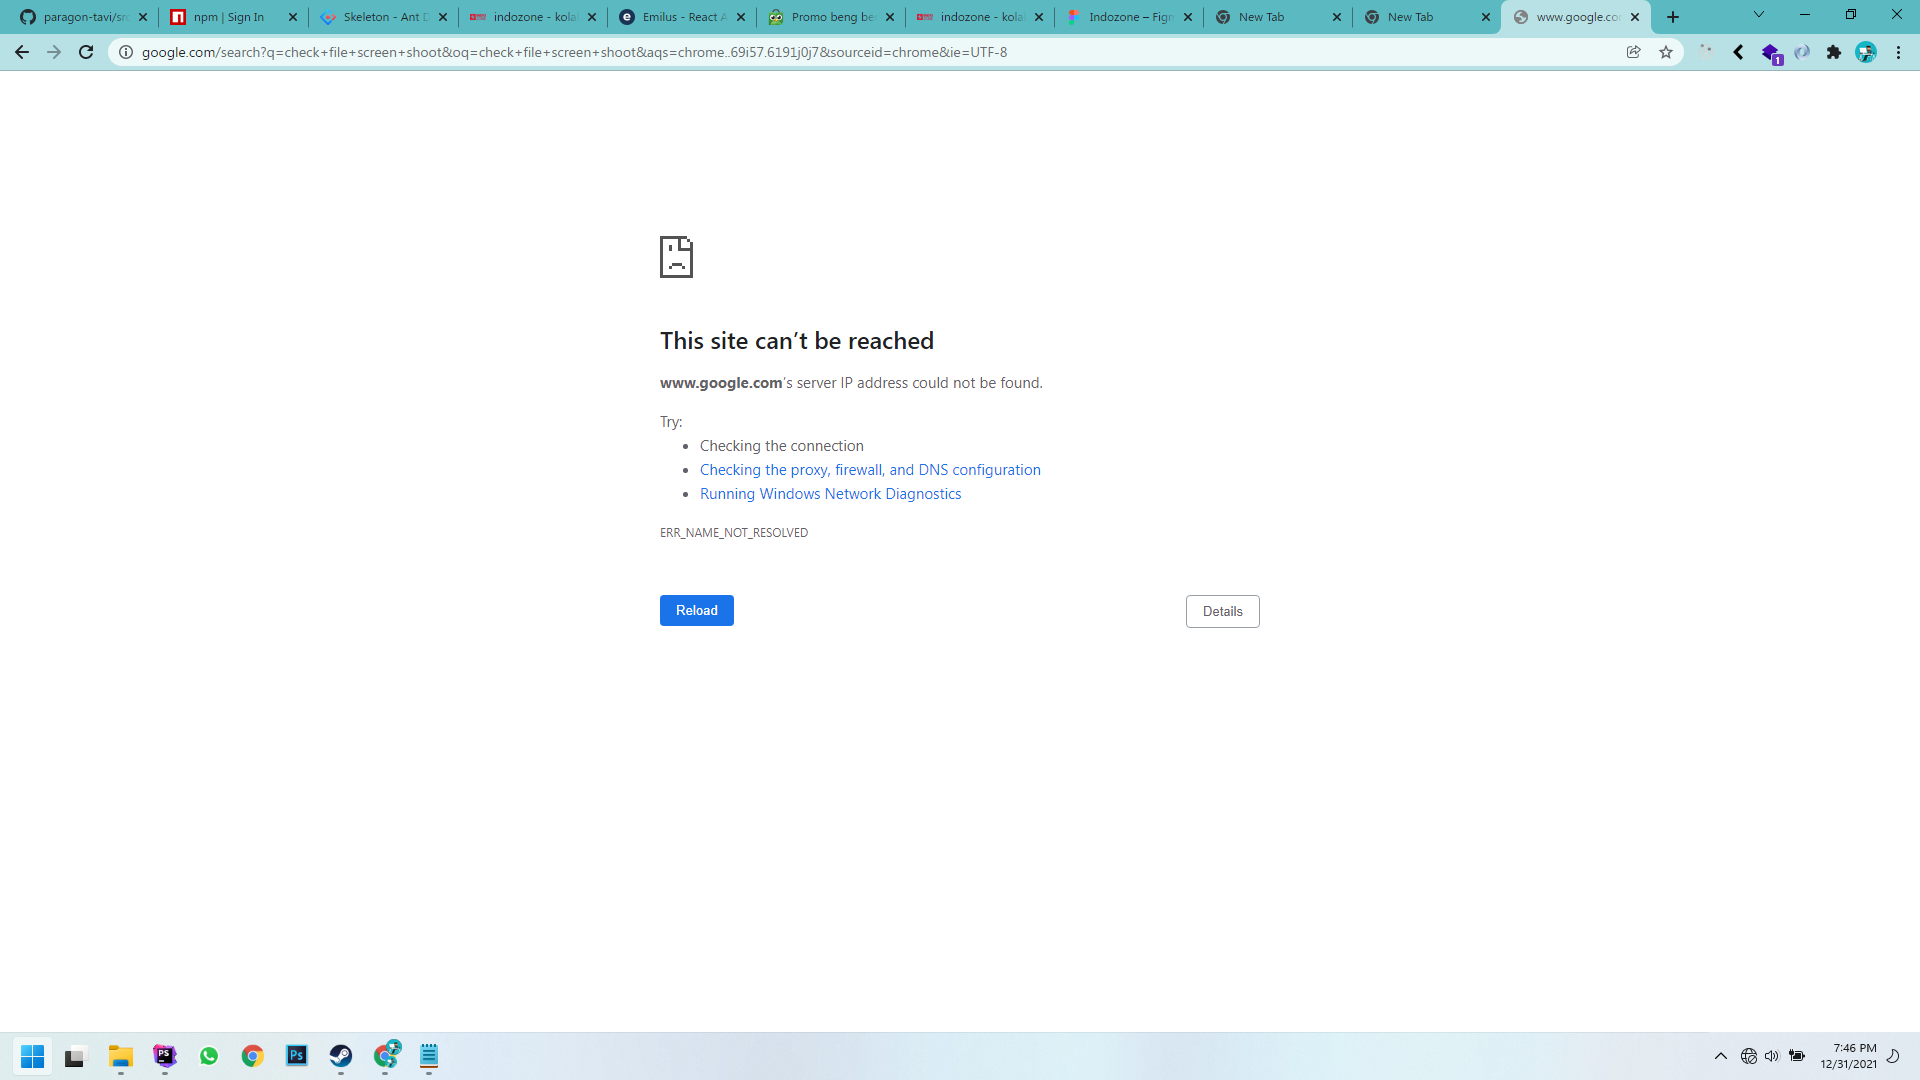 paragon-tavi/src
npm | Sign In
Skeleton - Ant D
indozone - kola
Emilus - React A
Promo beng be
indozone - kola
Indozone – Fig
New Tab
New Tab
www.google.co
google.com/search?q=check+file+screen+shoot&oq=check+file+screen+shoot&aqs=chrome..69i57.6191j0j7&sourceid=chrome&ie=UTF-8
1
This site can’t be reached
www.google.com’s server IP address could not be found.
Try:
• Checking the connection
• Checking the proxy, firewall, and DNS configuration
• Running Windows Network Diagnostics
ERR_NAME_NOT_RESOLVED
Reload
Details
PS
Ps
7:46 PM
12/31/2021